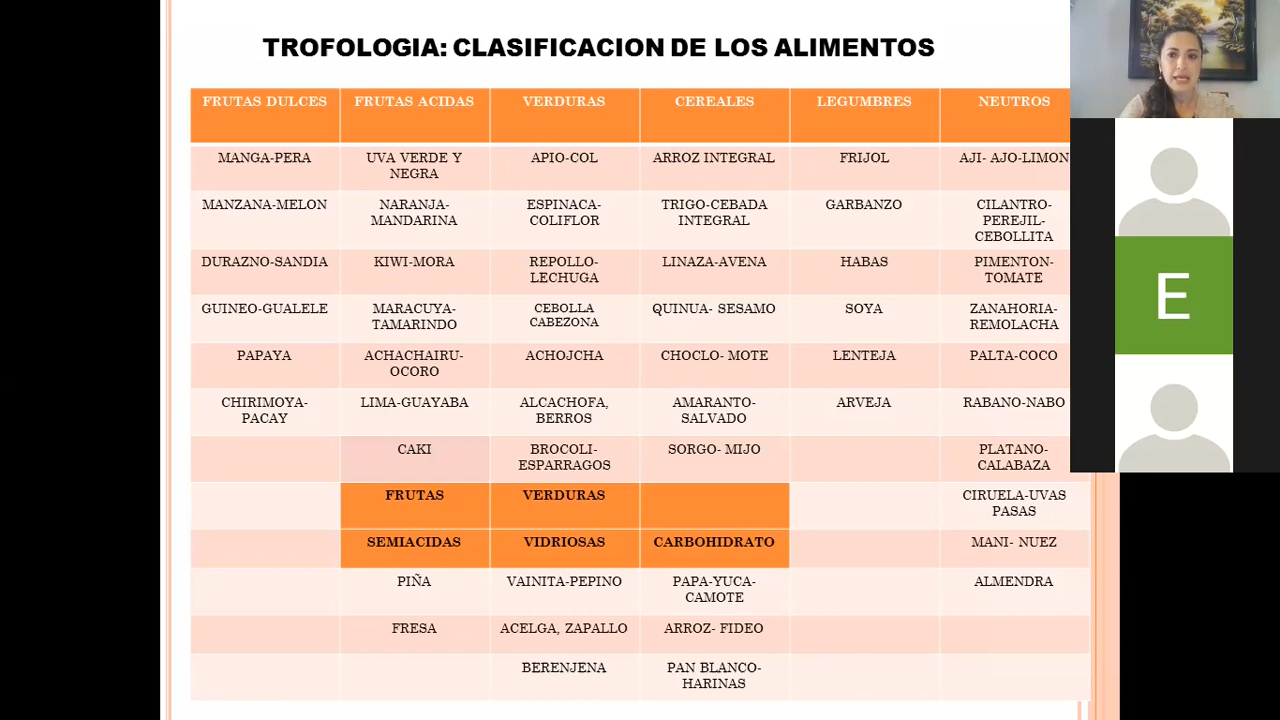 TROFOLOGIA: CLASIFICACION DE LOS ALIMENTOS
FRUTAS DULCES FRUTAS ACIDAS VERDURAS CEREALES LEGUMBRES NEUTROS
MANGA-PERA
UVA VERDE Y
NEGRA
APIO-COL
ARROZ INTEGRAL
FRIJOL
AJI- AJO-LIMON
MANZANA-MELON
NARANJA-
MANDARINA
ESPINACA-
COLIFLOR
TRIGO-CEBADA
INTEGRAL
GARBANZO
CILANTRO-
PEREJIL-
CEBOLLITA
DURAZNO-SANDIA
KIWI-MORA
REPOLLO-
LECHUGA
LINAZA-AVENA
HABAS
PIMENTON-
TOMATE
GUINEO-GUALELE
MARACUYA-
TAMARINDO
CEBOLLA
CABEZONA
QUINUA- SESAMO
SOYA
ZANAHORIA-
REMOLACHA
PAPAYA
ACHACHAIRU-
OCORO
ACHOJCHA
CHOCLO- MOTE
LENTEJA
PALTA-COCO
CHIRIMOYA-
PACAY
LIMA-GUAYABA
ALCACHOFA,
BERROS
AMARANTO-
SALVADO
ARVEJA
RABANO-NABO
CAKI
BROCOLI-
ESPARRAGOS
SORGO- MIJO
PLATANO-
CALABAZA
FRUTAS
VERDURAS
CIRUELA-UVAS
PASAS
SEMIACIDAS
VIDRIOSAS
CARBOHIDRATO
MANI- NUEZ
PIÑA
VAINITA-PEPINO
PAPA-YUCA-
CAMOTE
ALMENDRA
FRESA
ACELGA, ZAPALLO
ARROZ- FIDEO
BERENJENA
PAN BLANCO-
HARINAS
E